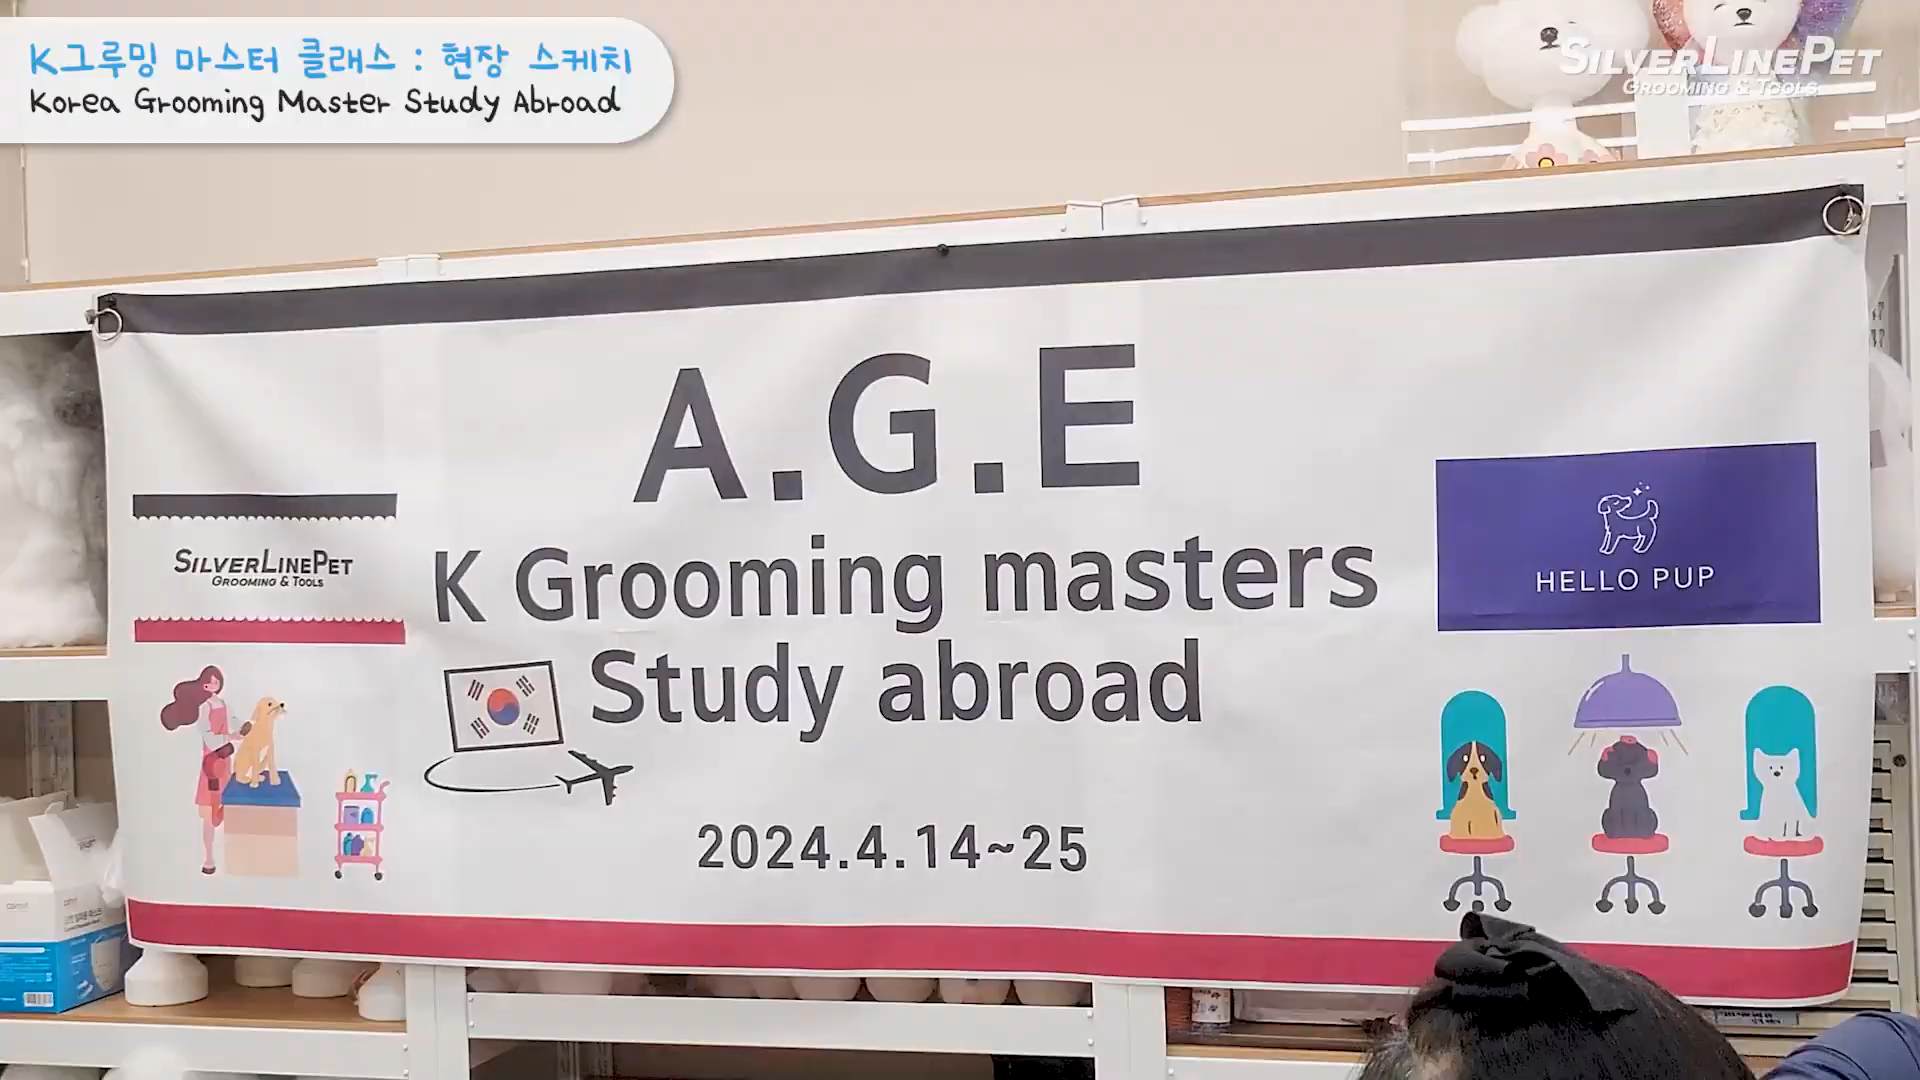 K그루밍 마스터 클래스 : 현장 스케치
Korea Grooming Master Study Abroad
SILVERLINEPET
GROOMING & TOOLS
A.G.E
K Grooming masters
Study abroad
2024.4.14~25
SILVERLINEPET
GROOMING & TOOLS
HELLO PUP